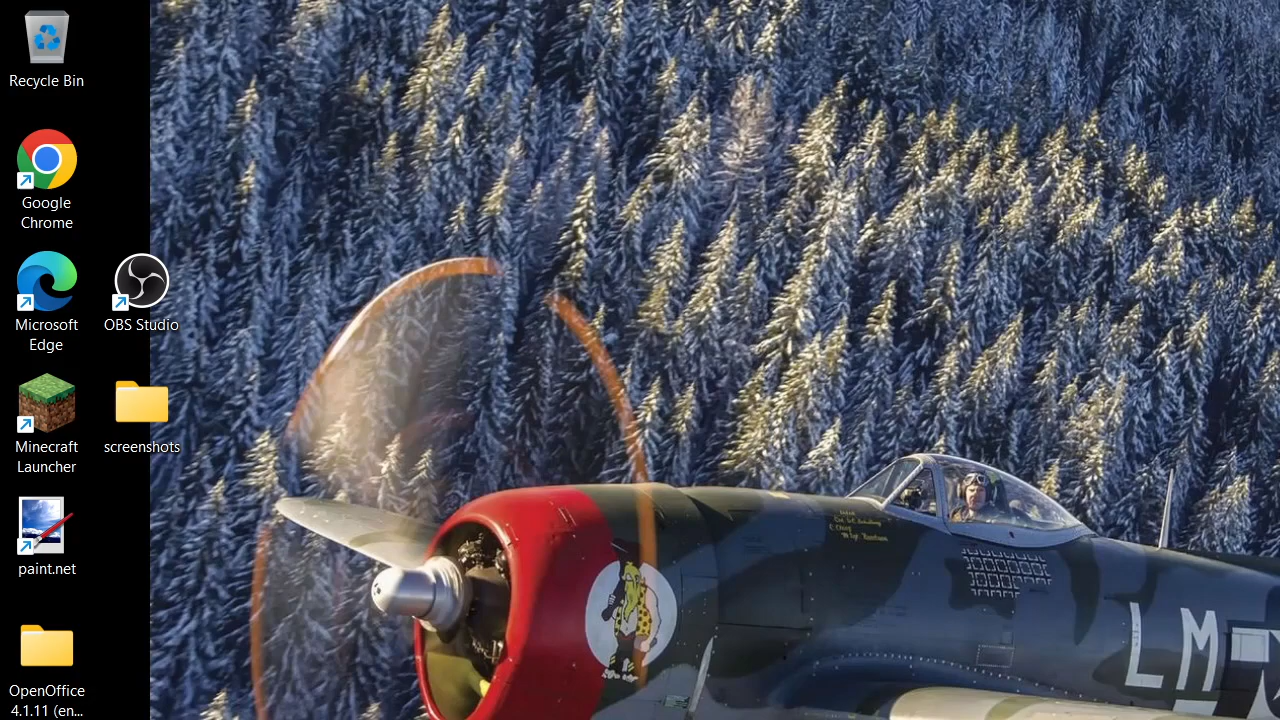 Recycle Bin
Google
Chrome
Microsoft
Edge
OBS Studio
Minecraft
Launcher
screenshots
paint.net
OpenOffice
4.1.11 (en...
LM